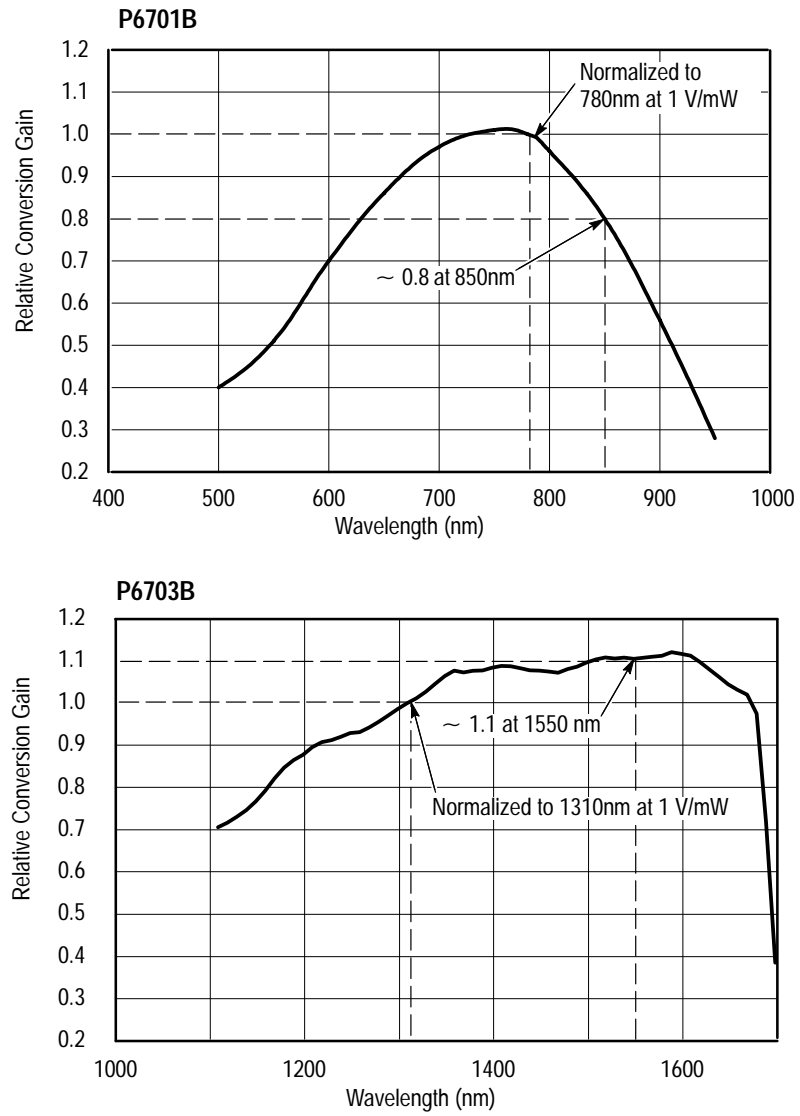 P6701B
1.2
1.1
1.0
0.9
0.8
0.7
0.6
0.5
0.4
0.3
0.2
Relative Conversion Gain
Normalized to
780nm at 1 V/mW
~ 0.8 at 850nm
400 500 600 700 800 900 1000
Wavelength (nm)
P6703B
1.2
1.1
1.0
0.9
0.8
0.7
0.6
0.5
0.4
0.3
0.2
Relative Conversion Gain
~ 1.1 at 1550 nm
Normalized to 1310nm at 1 V/mW
1000 1200 1400 1600
Wavelength (nm)